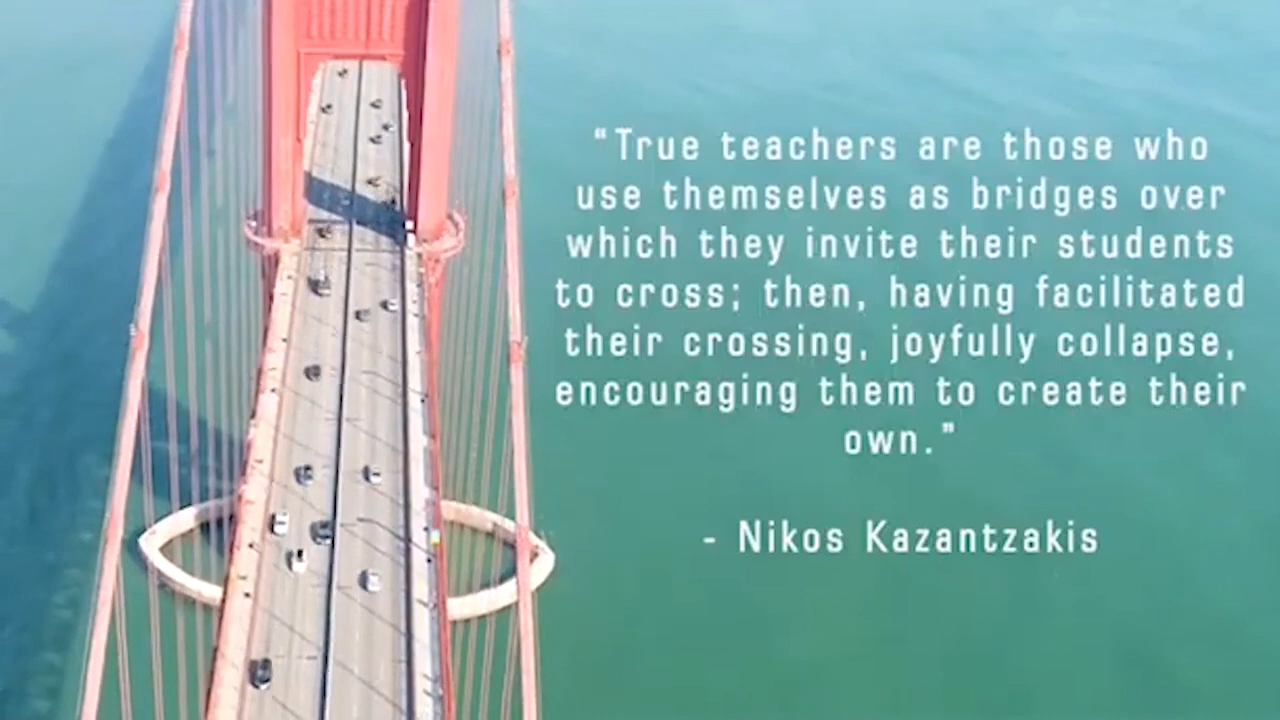 “True teachers are those who
use themselves as bridges over
which they invite their students
to cross; then, having facilitated
their crossing, joyfully collapse,
encouraging them to create their
own.”
- Nikos Kazantzakis